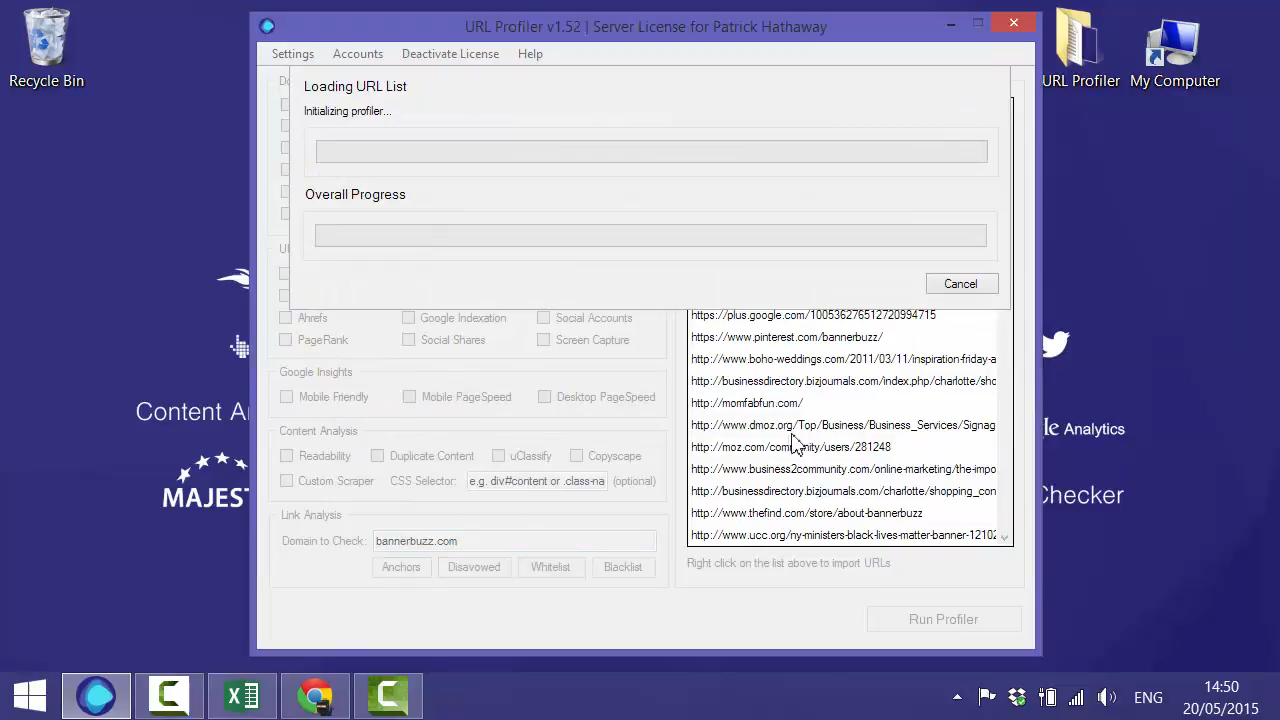 Recycle Bin
URL Profiler v1.52 | Server License for Patrick Hathaway
URL Profiler
My Computer
Settings
Accounts
Deactivate License
Help
Loading URL List
Initializing profiler...
Overall Progress
Cancel
Ahrefs
Google Indexation
Social Accounts
PageRank
Social Shares
Screen Capture
Google Insights
Mobile Friendly
Mobile PageSpeed
Desktop PageSpeed
Content Analysis
Readability
Duplicate Content
uClassify
Copyscape
Custom Scraper
CSS Selector:
e.g. div#content or .class-na
(optional)
Link Analysis
Domain to Check:
bannerbuzz.com
Anchors
Disavowed
Whitelist
Blacklist
https://plus.google.com/100536276512720994715
https://www.pinterest.com/bannerbuzz/
http://www.boho-weddings.com/2011/03/11/inspiration-friday-a
http://businessdirectory.bizjournals.com/index.php/charlotte/sho
http://momfabfun.com/
http://www.dmoz.org/Top/Business/Business_Services/Signag
http://moz.com/community/users/281248
http://www.business2community.com/online-marketing/the-impo
http://businessdirectory.bizjournals.com/charlotte/shopping_con
http://www.thefind.com/store/about-bannerbuzz
http://www.ucc.org/ny-ministers-black-lives-matter-banner-12102
Right click on the list above to import URLs
Run Profiler
Content An
MAJES
gle Analytics
Checker
ENG
14:50
20/05/2015